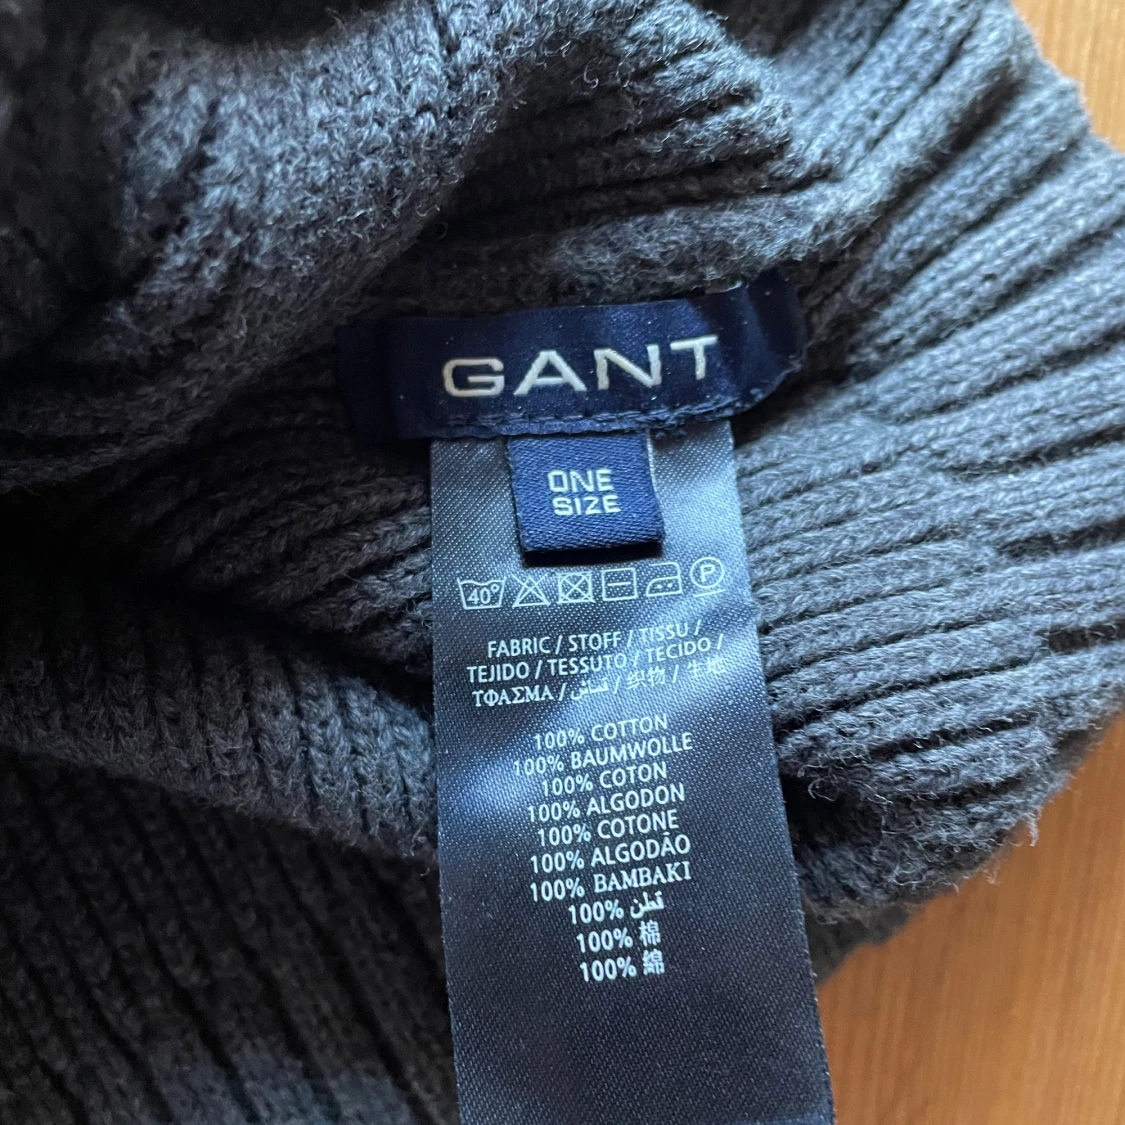 GANT
ONE
SIZE
40°
P
FABRIC / STOFF / TISSU /
TEJIDO / TESSUTO / TECIDO /
ΤΦΑΣΜΑ / قماش / 织物 / 生地
100% COTTON
100% BAUMWOLLE
100% COTON
100% ALGODON
100% COTONE
100% ALGODÃO
100% BAMBAKI
100% قطن
100% 棉
100% 綿